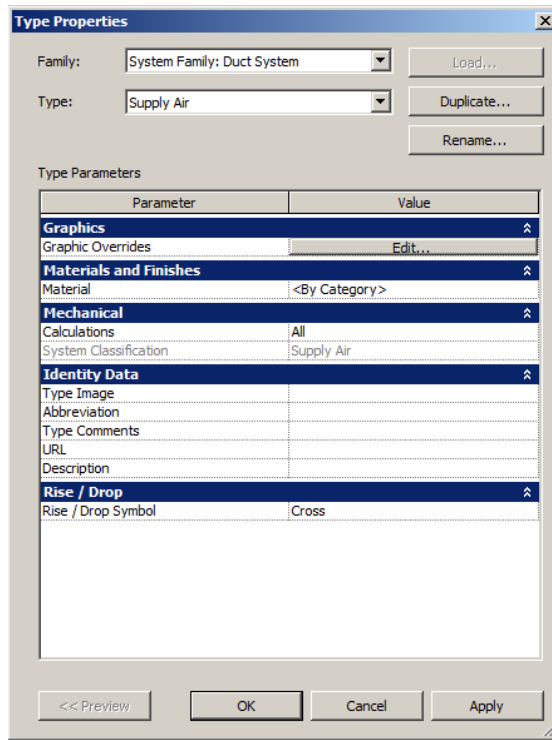 Type Properties
Family: System Family: Duct System Load...
Type: Supply Air Duplicate...
Rename...
Type Parameters
Parameter Value
Graphics
Graphic Overrides Edit...
Materials and Finishes
Material <By Category>
Mechanical
Calculations All
System Classification Supply Air
Identity Data
Type Image
Abbreviation
Type Comments
URL
Description
Rise / Drop
Rise / Drop Symbol Cross
<< Preview OK Cancel Apply